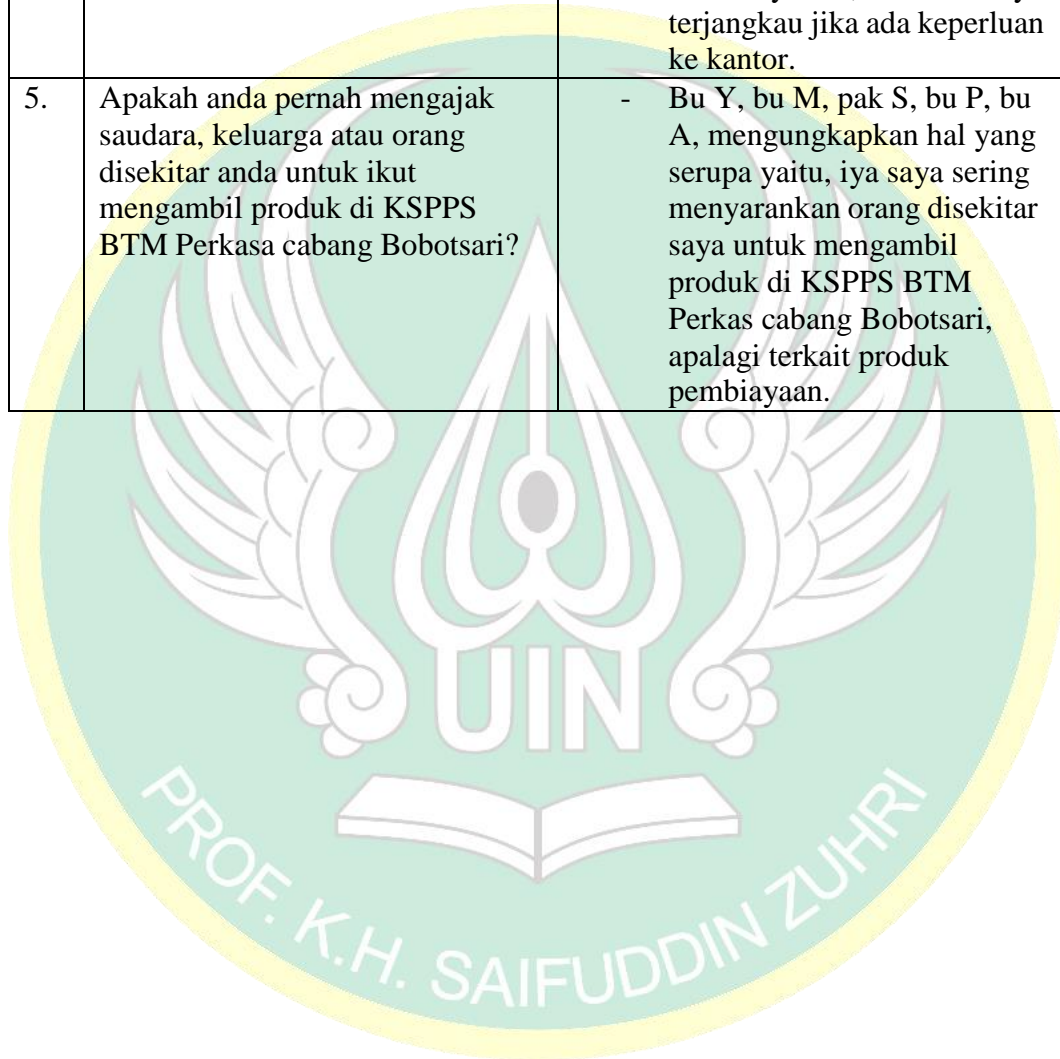 terjangkau jika ada keperluan
ke kantor.
5. Apakah anda pernah mengajak
saudara, keluarga atau orang
disekitar anda untuk ikut
mengambil produk di KSPPS
BTM Perkasa cabang Bobotsari?
- Bu Y, bu M, pak S, bu P, bu
A, mengungkapkan hal yang
serupa yaitu, iya saya sering
menyarankan orang disekitar
saya untuk mengambil
produk di KSPPS BTM
Perkas cabang Bobotsari,
apalagi terkait produk
pembiayaan.
UIN
PROF. K.H. SAIFUDDIN ZUHRI